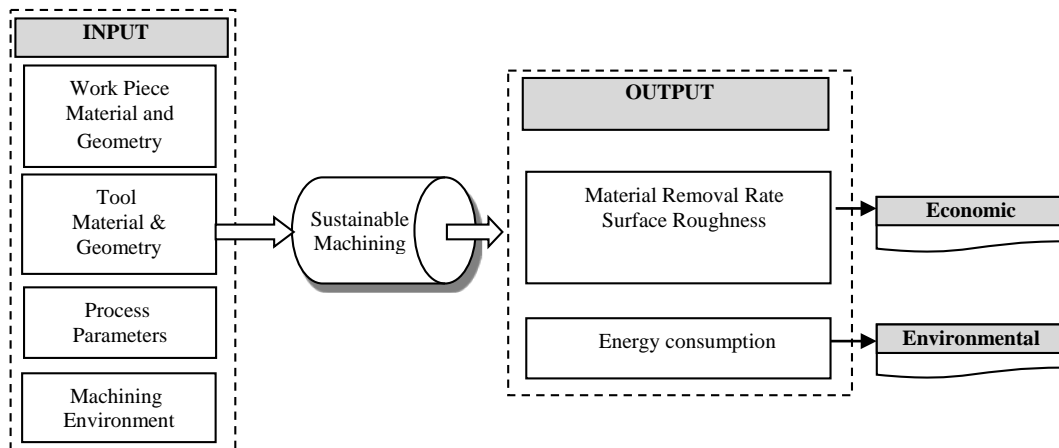 INPUT
Work Piece
Material and
Geometry
Tool
Material &
Geometry
Process
Parameters
Machining
Environment
Sustainable
Machining
OUTPUT
Material Removal Rate
Surface Roughness
Energy consumption
Economic
Environmental